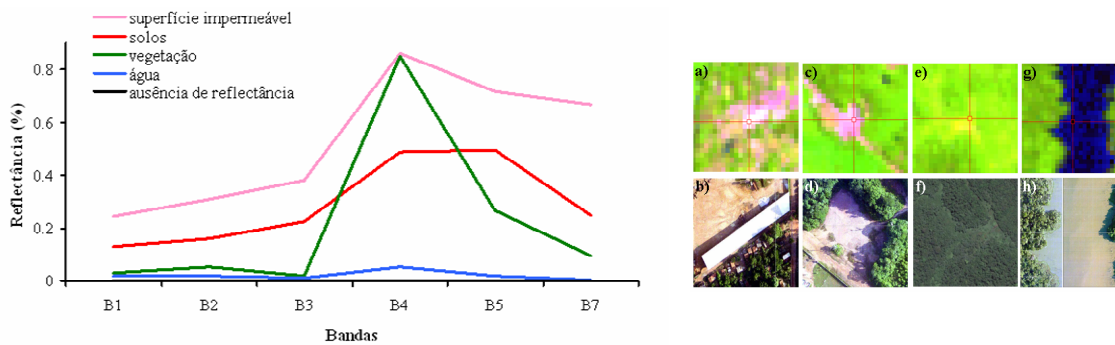 superfície impermeável
solos
vegetação
água
ausência de reflectância
0.8
0.6
0.4
0.2
0
Reflectância (%)
B1 B2 B3 B4 B5 B7
Bandas
a) c) e) g)
b) d) f) h)